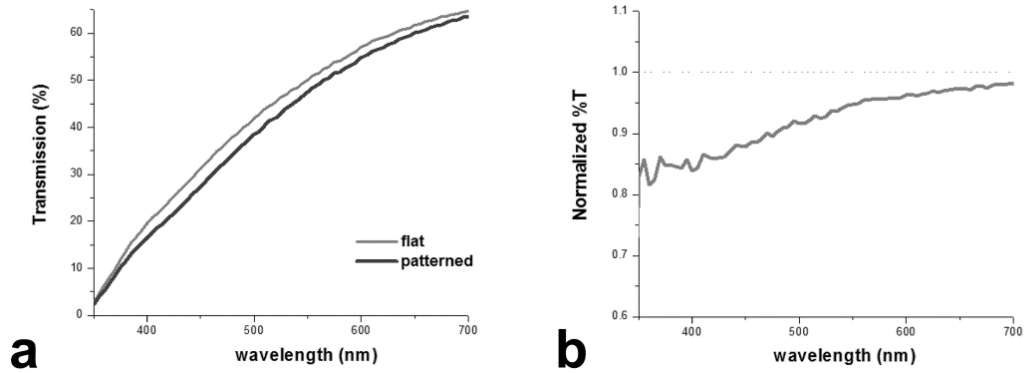 60
50
40
30
20
10
0
Transmission (%)
flat
patterned
400 500 600 700
wavelength (nm)
a
1.1
1.0
0.9
0.8
0.7
0.6
Normalized %T
400 500 600 700
wavelength (nm)
b